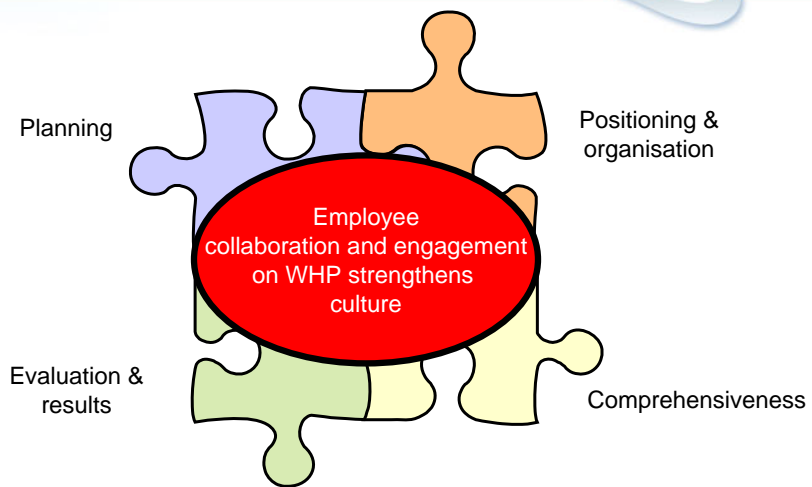 Planning
Positioning &
organisation
Employee
collaboration and engagement
on WHP strengthens
culture
Evaluation &
results
Comprehensiveness